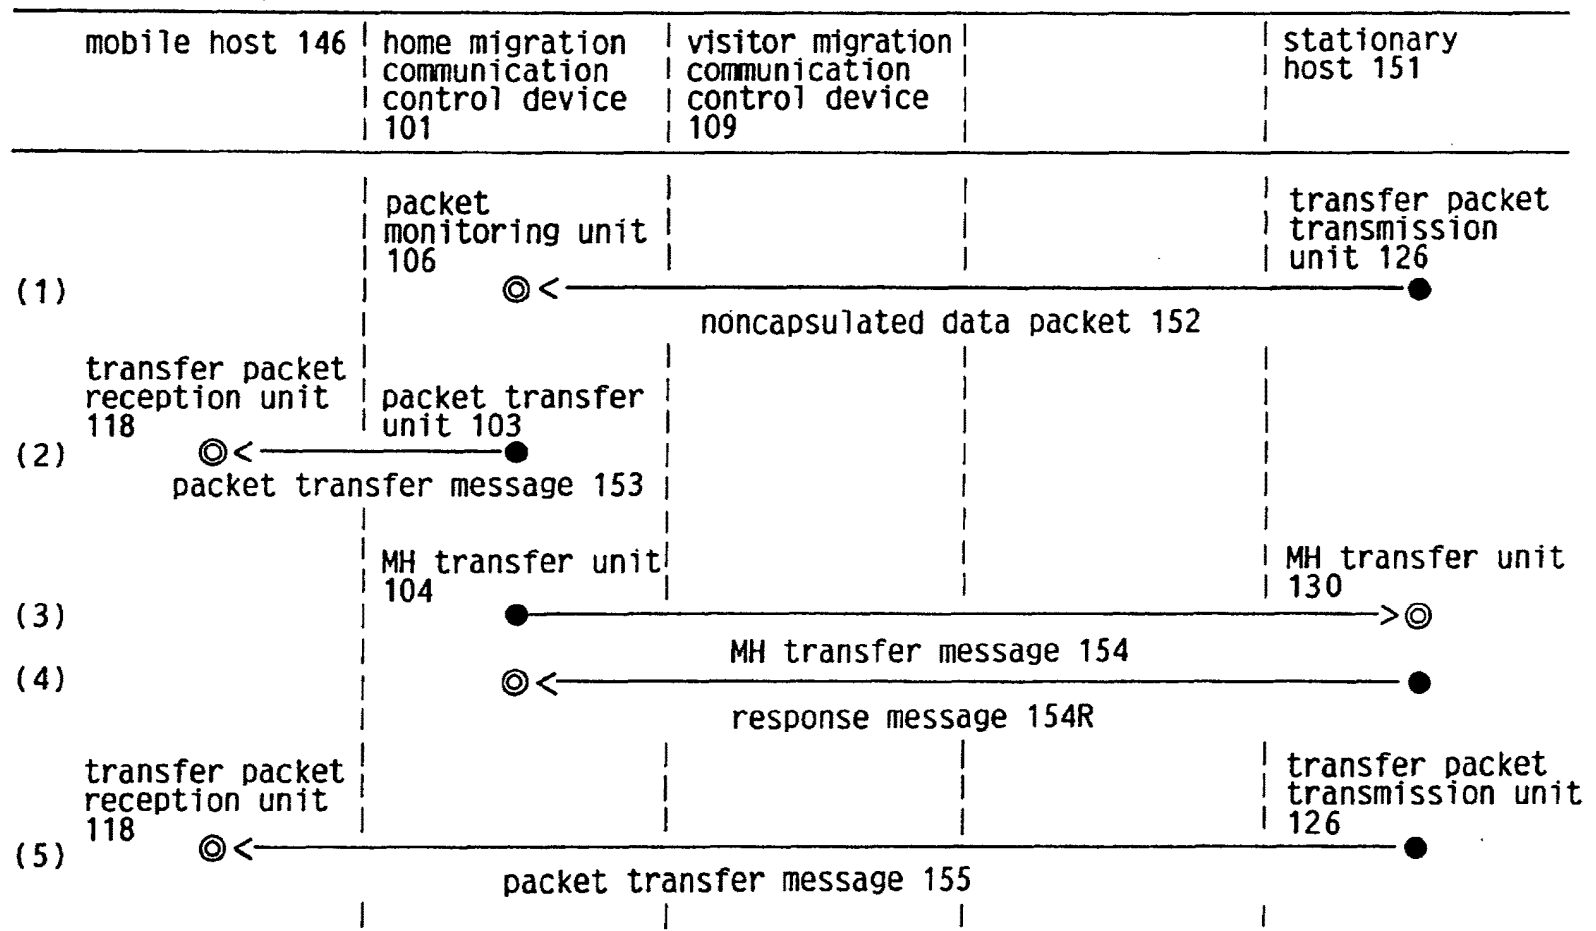 mobile host 146
home migration
communication
control device
101
visitor migration
communication
control device
109
stationary
host 151
packet
monitoring unit
106
transfer packet
transmission
unit 126
(1)
noncapsulated data packet 152
transfer packet
reception unit
118
packet transfer
unit 103
(2)
packet transfer message 153
MH transfer unit
104
MH transfer unit
130
(3)
MH transfer message 154
(4)
response message 154R
transfer packet
reception unit
118
transfer packet
transmission unit
126
(5)
packet transfer message 155